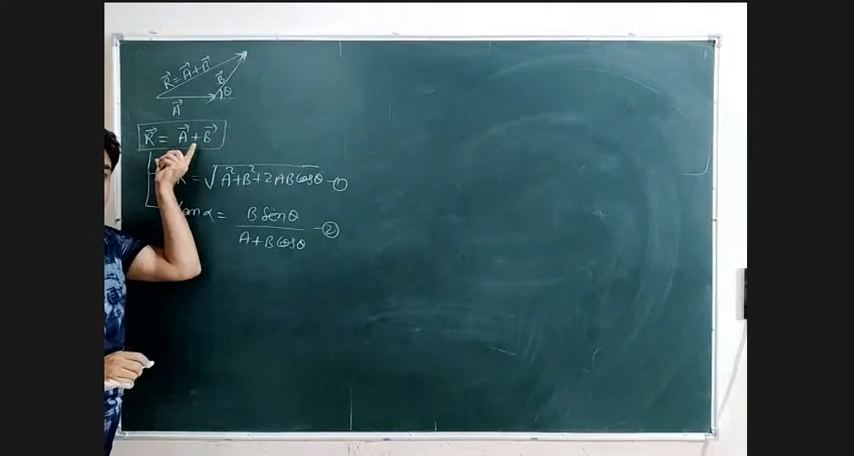 R⃗ = A⃗ + B⃗
B⃗
θ
A⃗
R⃗ = A⃗ + B⃗
= √A²+B²+2AB cosθ —①
tan α = B sinθ / A + B cosθ —②